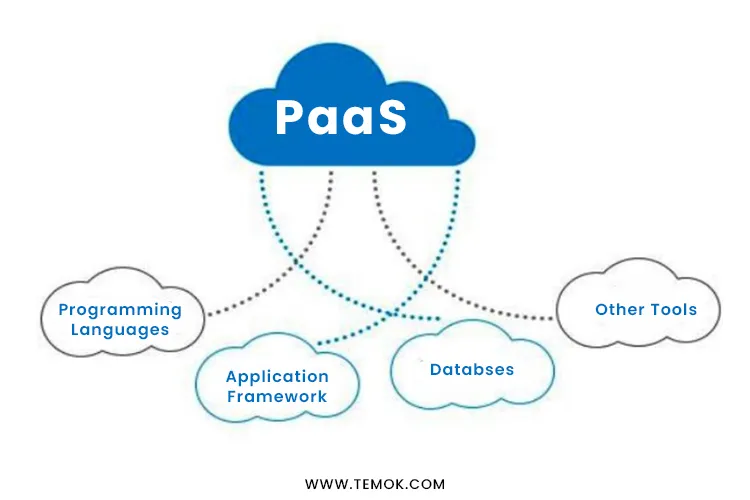 PaaS
Programming
Languages
Application
Framework
Databses
Other Tools
WWW.TEMOK.COM